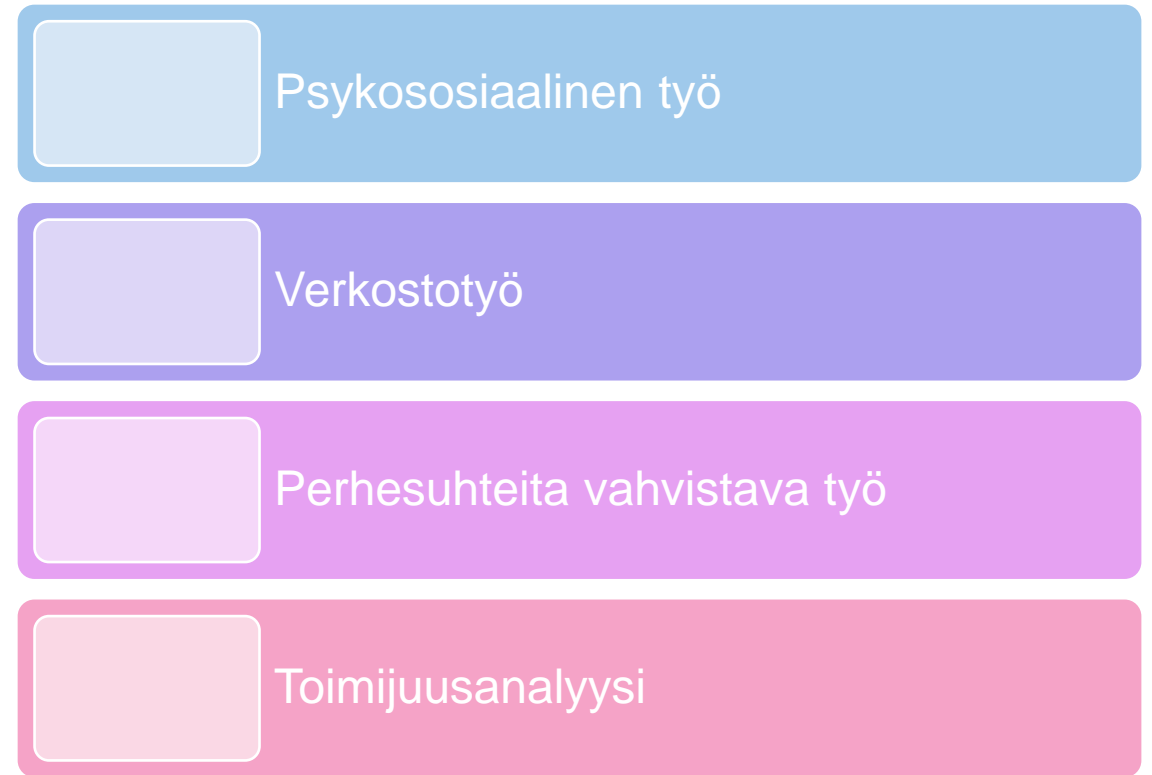 Psykososiaalinen työ
Verkostotyö
Perhesuhteita vahvistava työ
Toimijuusanalyysi